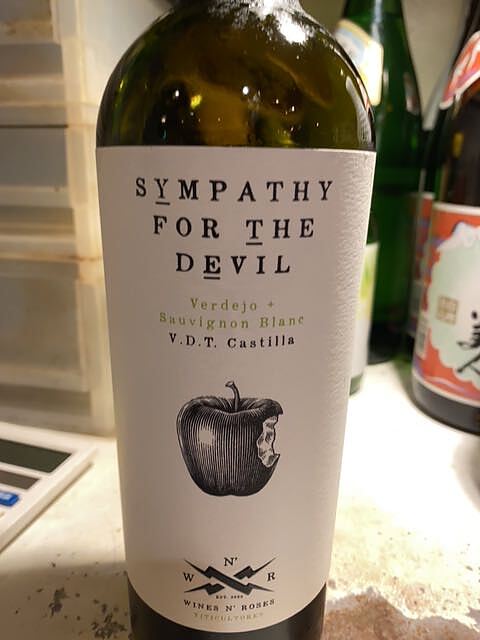 SYMPATHY
FOR THE
DEVIL
Verdejo +
Sauvignon Blanc
V.D.T. Castilla
N'
W R
WINES N' ROSES
VITICULTORES